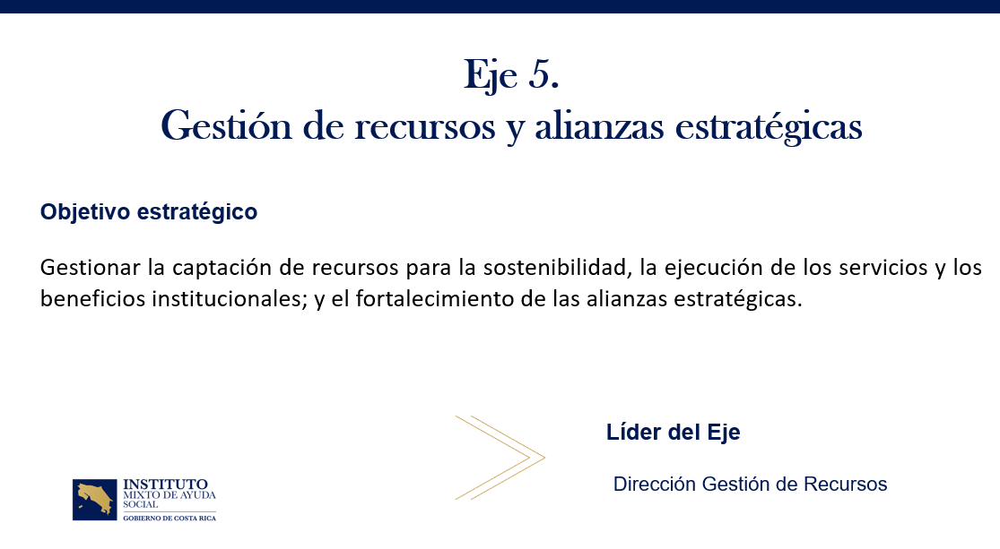 Eje 5.
Gestión de recursos y alianzas estratégicas
Objetivo estratégico
Gestionar la captación de recursos para la sostenibilidad, la ejecución de los servicios y los
beneficios institucionales; y el fortalecimiento de las alianzas estratégicas.
Líder del Eje
Dirección Gestión de Recursos
INSTITUTO
MIXTO DE AYUDA
SOCIAL
GOBIERNO DE COSTA RICA